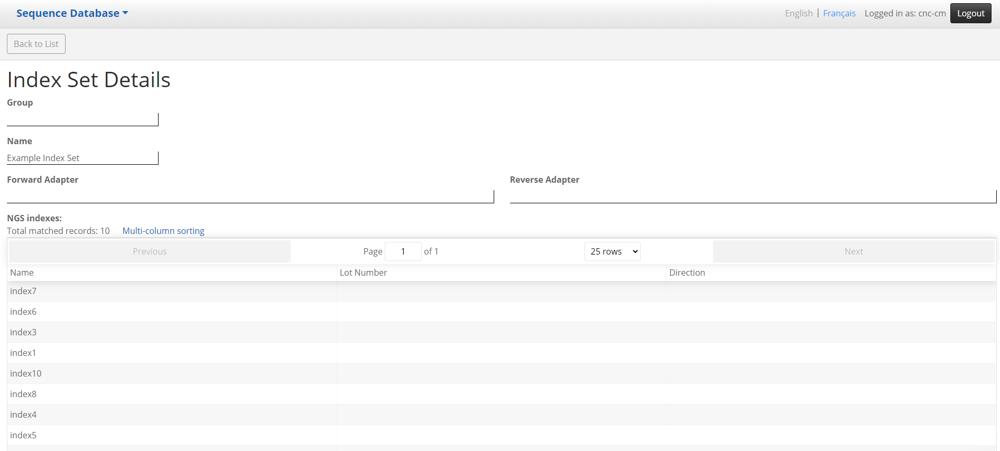 Sequence Database
English | Français Logged in as: cnc-cm Logout
Back to List
Index Set Details
Group
Name
Example Index Set
Forward Adapter Reverse Adapter
NGS indexes:
Total matched records: 10 Multi-column sorting
Previous Page 1 of 1 25 rows Next
Name Lot Number Direction
index7
index6
index3
index1
index10
index8
index4
index5